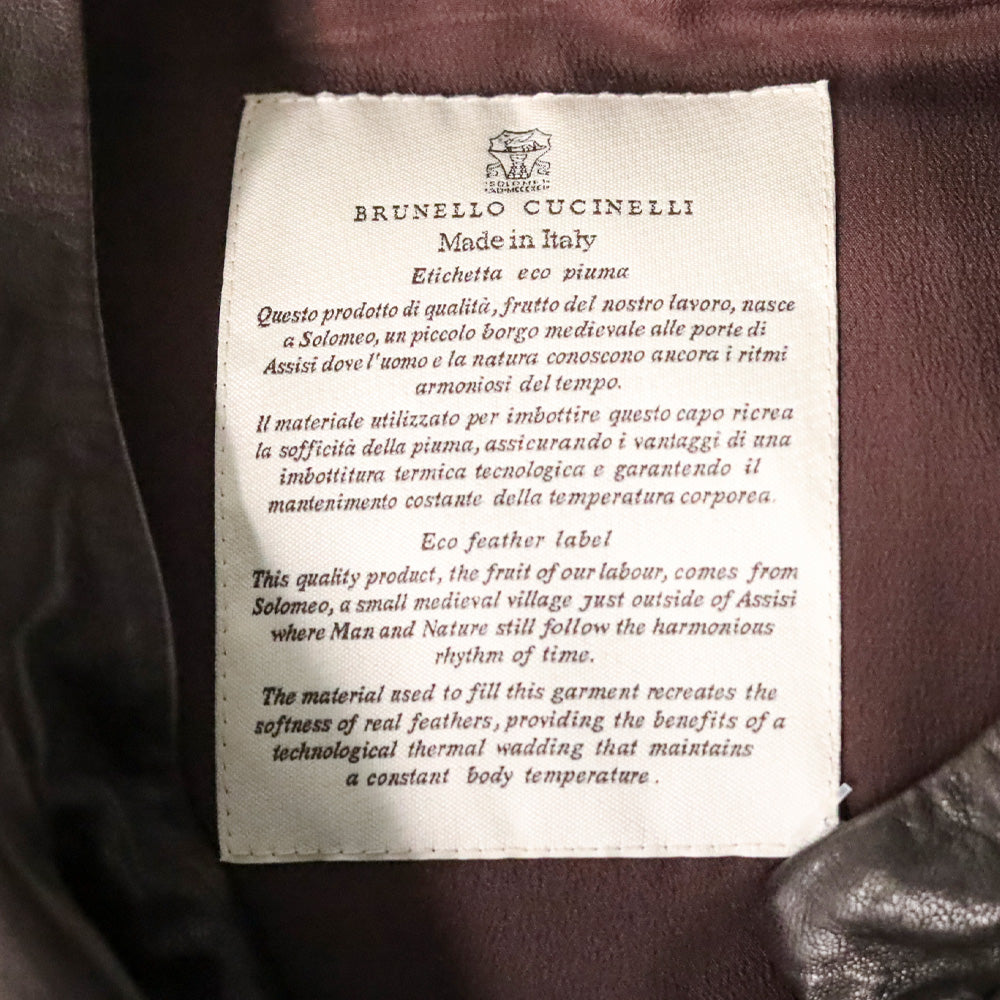 SOLOMEO
BRUNELLO CUCINELLI
Made in Italy
Etichetta eco piuma
Questo prodotto di qualità, frutto del nostro lavoro, nasce
a Solomeo, un piccolo borgo medievale alle porte di
Assisi dove l'uomo e la natura conoscono ancora i ritmi
armoniosi del tempo.
Il materiale utilizzato per imbottire questo capo ricrea
la sofficità della piuma, assicurando i vantaggi di una
imbottitura termica tecnologica e garantendo il
mantenimento costante della temperatura corporea.
Eco feather label
This quality product, the fruit of our labour, comes from
Solomeo, a small medieval village just outside of Assisi
where Man and Nature still follow the harmonious
rhythm of time.
The material used to fill this garment recreates the
softness of real feathers, providing the benefits of a
technological thermal wadding that maintains
a constant body temperature.